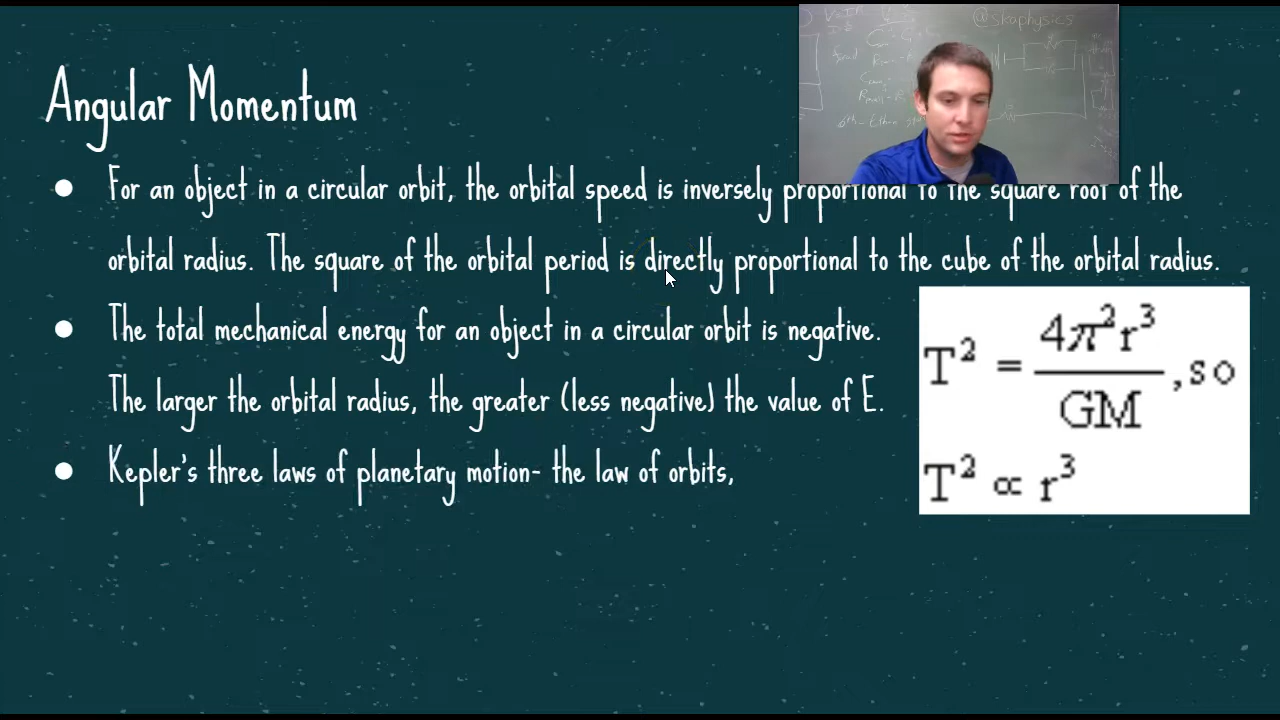 @skaphysics
Angular Momentum
● For an object in a circular orbit, the orbital speed is inversely proportional to the square root of the
orbital radius. The square of the orbital period is directly proportional to the cube of the orbital radius.
● The total mechanical energy for an object in a circular orbit is negative.
The larger the orbital radius, the greater (less negative) the value of E.
● Kepler's three laws of planetary motion- the law of orbits,
T² = 4π²r³ / GM , so
T² ∝ r³